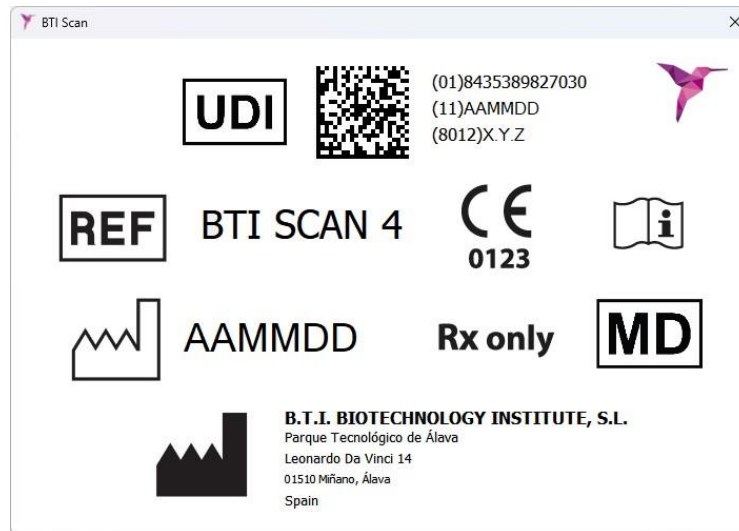 BTI Scan
UDI
(01)8435389827030
(11)AAMMDD
(8012)X.Y.Z
REF BTI SCAN 4
CE
0123
i
AAMMDD
Rx only
MD
B.T.I. BIOTECHNOLOGY INSTITUTE, S.L.
Parque Tecnológico de Álava
Leonardo Da Vinci 14
01510 Miñano, Álava
Spain